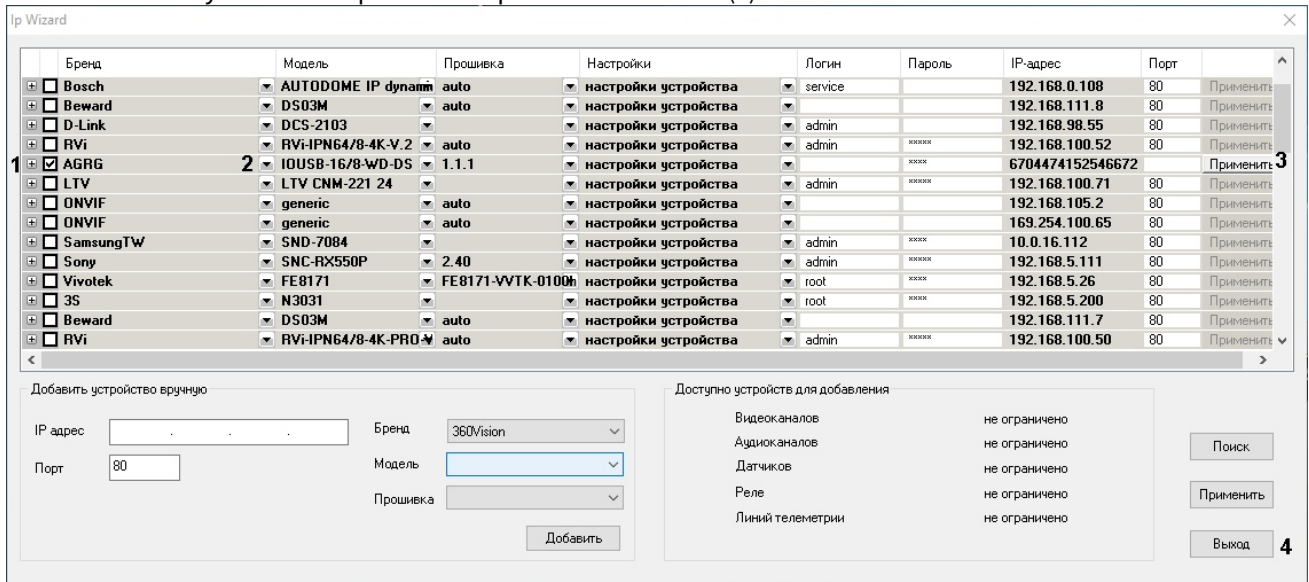 Ip Wizard
Бренд Модель Прошивка Настройки Логин Пароль IP-адрес Порт
Bosch AUTODOME IP dynamic auto настройки устройства service 192.168.0.108 80 Применить
Beward DS03M auto настройки устройства 192.168.111.8 80 Применить
D-Link DCS-2103 настройки устройства admin 192.168.98.55 80 Применить
RVi RVi-IPN64/8-4K-V.2 auto настройки устройства admin ××××× 192.168.100.52 80 Применить
1 AGRG 2 IOUSB-16/8-WD-DS 1.1.1 настройки устройства ×××× 6704474152546672 Применить 3
LTV LTV CNM-221 24 настройки устройства admin ××××× 192.168.100.71 80 Применить
ONVIF generic auto настройки устройства 192.168.105.2 80 Применить
ONVIF generic auto настройки устройства 169.254.100.65 80 Применить
SamsungTW SND-7084 настройки устройства admin ×××× 10.0.16.112 80 Применить
Sony SNC-RX550P 2.40 настройки устройства admin ××××× 192.168.5.111 80 Применить
Vivotek FE8171 FE8171-VVTK-0100h настройки устройства root ×××× 192.168.5.26 80 Применить
3S N3031 настройки устройства root ×××× 192.168.5.200 80 Применить
Beward DS03M auto настройки устройства 192.168.111.7 80 Применить
RVi RVi-IPN64/8-4K-PRO-V auto настройки устройства admin ××××× 192.168.100.50 80 Применить
Добавить устройство вручную
IP адрес . . .
Порт 80
Бренд 360Vision
Модель
Прошивка
Добавить
Доступно устройств для добавления
Видеоканалов не ограничено
Аудиоканалов не ограничено
Датчиков не ограничено
Реле не ограничено
Линий телеметрии не ограничено
Поиск
Применить
Выход 4